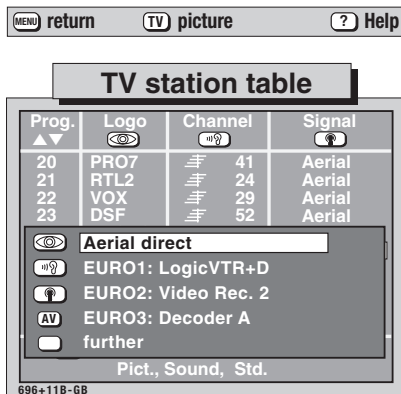 MENU return TV picture ? Help
TV station table
Prog. Logo Channel Signal
20 PRO7 41 Aerial
21 RTL2 24 Aerial
22 VOX 29 Aerial
23 DSF 52 Aerial
Aerial direct
EURO1: LogicVTR+D
EURO2: Video Rec. 2
AV EURO3: Decoder A
further
Pict., Sound, Std.
696+11B-GB